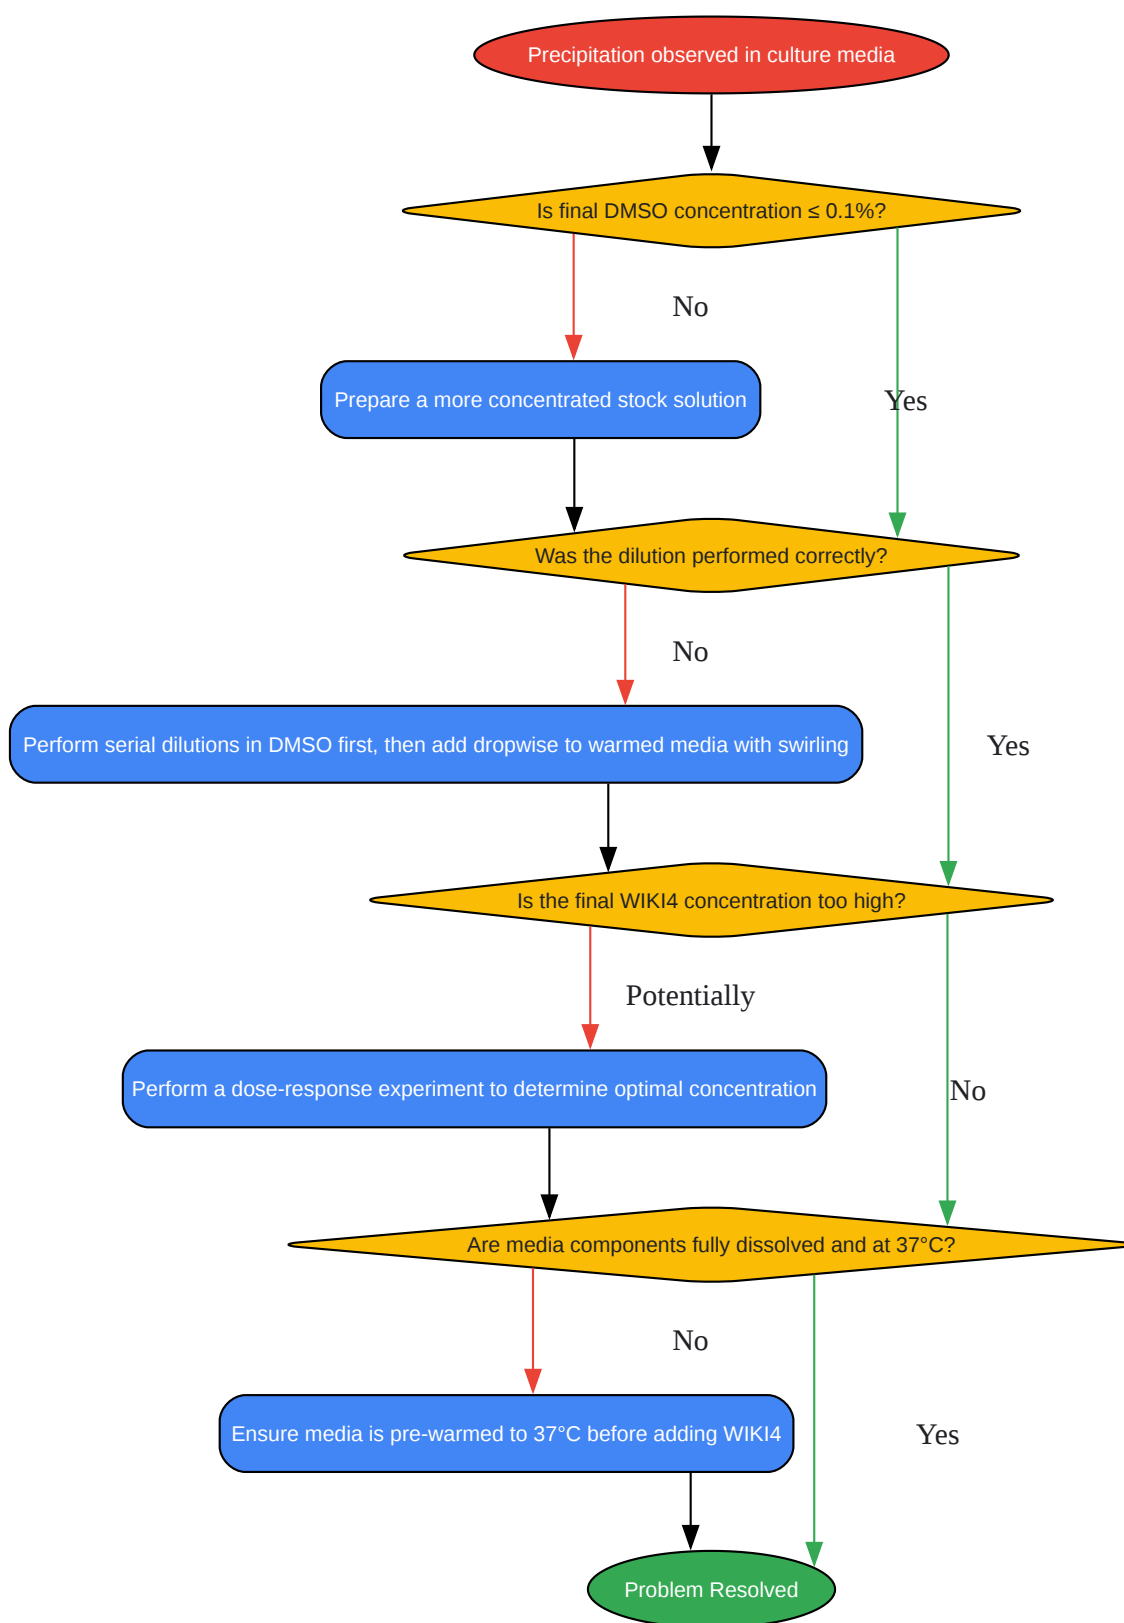 Precipitation observed in culture media
Is final DMSO concentration ≤ 0.1%?
No
Prepare a more concentrated stock solution
Yes
Was the dilution performed correctly?
No
Perform serial dilutions in DMSO first, then add dropwise to warmed media with swirling
Yes
Is the final WIKI4 concentration too high?
Potentially
Perform a dose-response experiment to determine optimal concentration
No
Are media components fully dissolved and at 37°C?
No
Ensure media is pre-warmed to 37°C before adding WIKI4
Yes
Problem Resolved